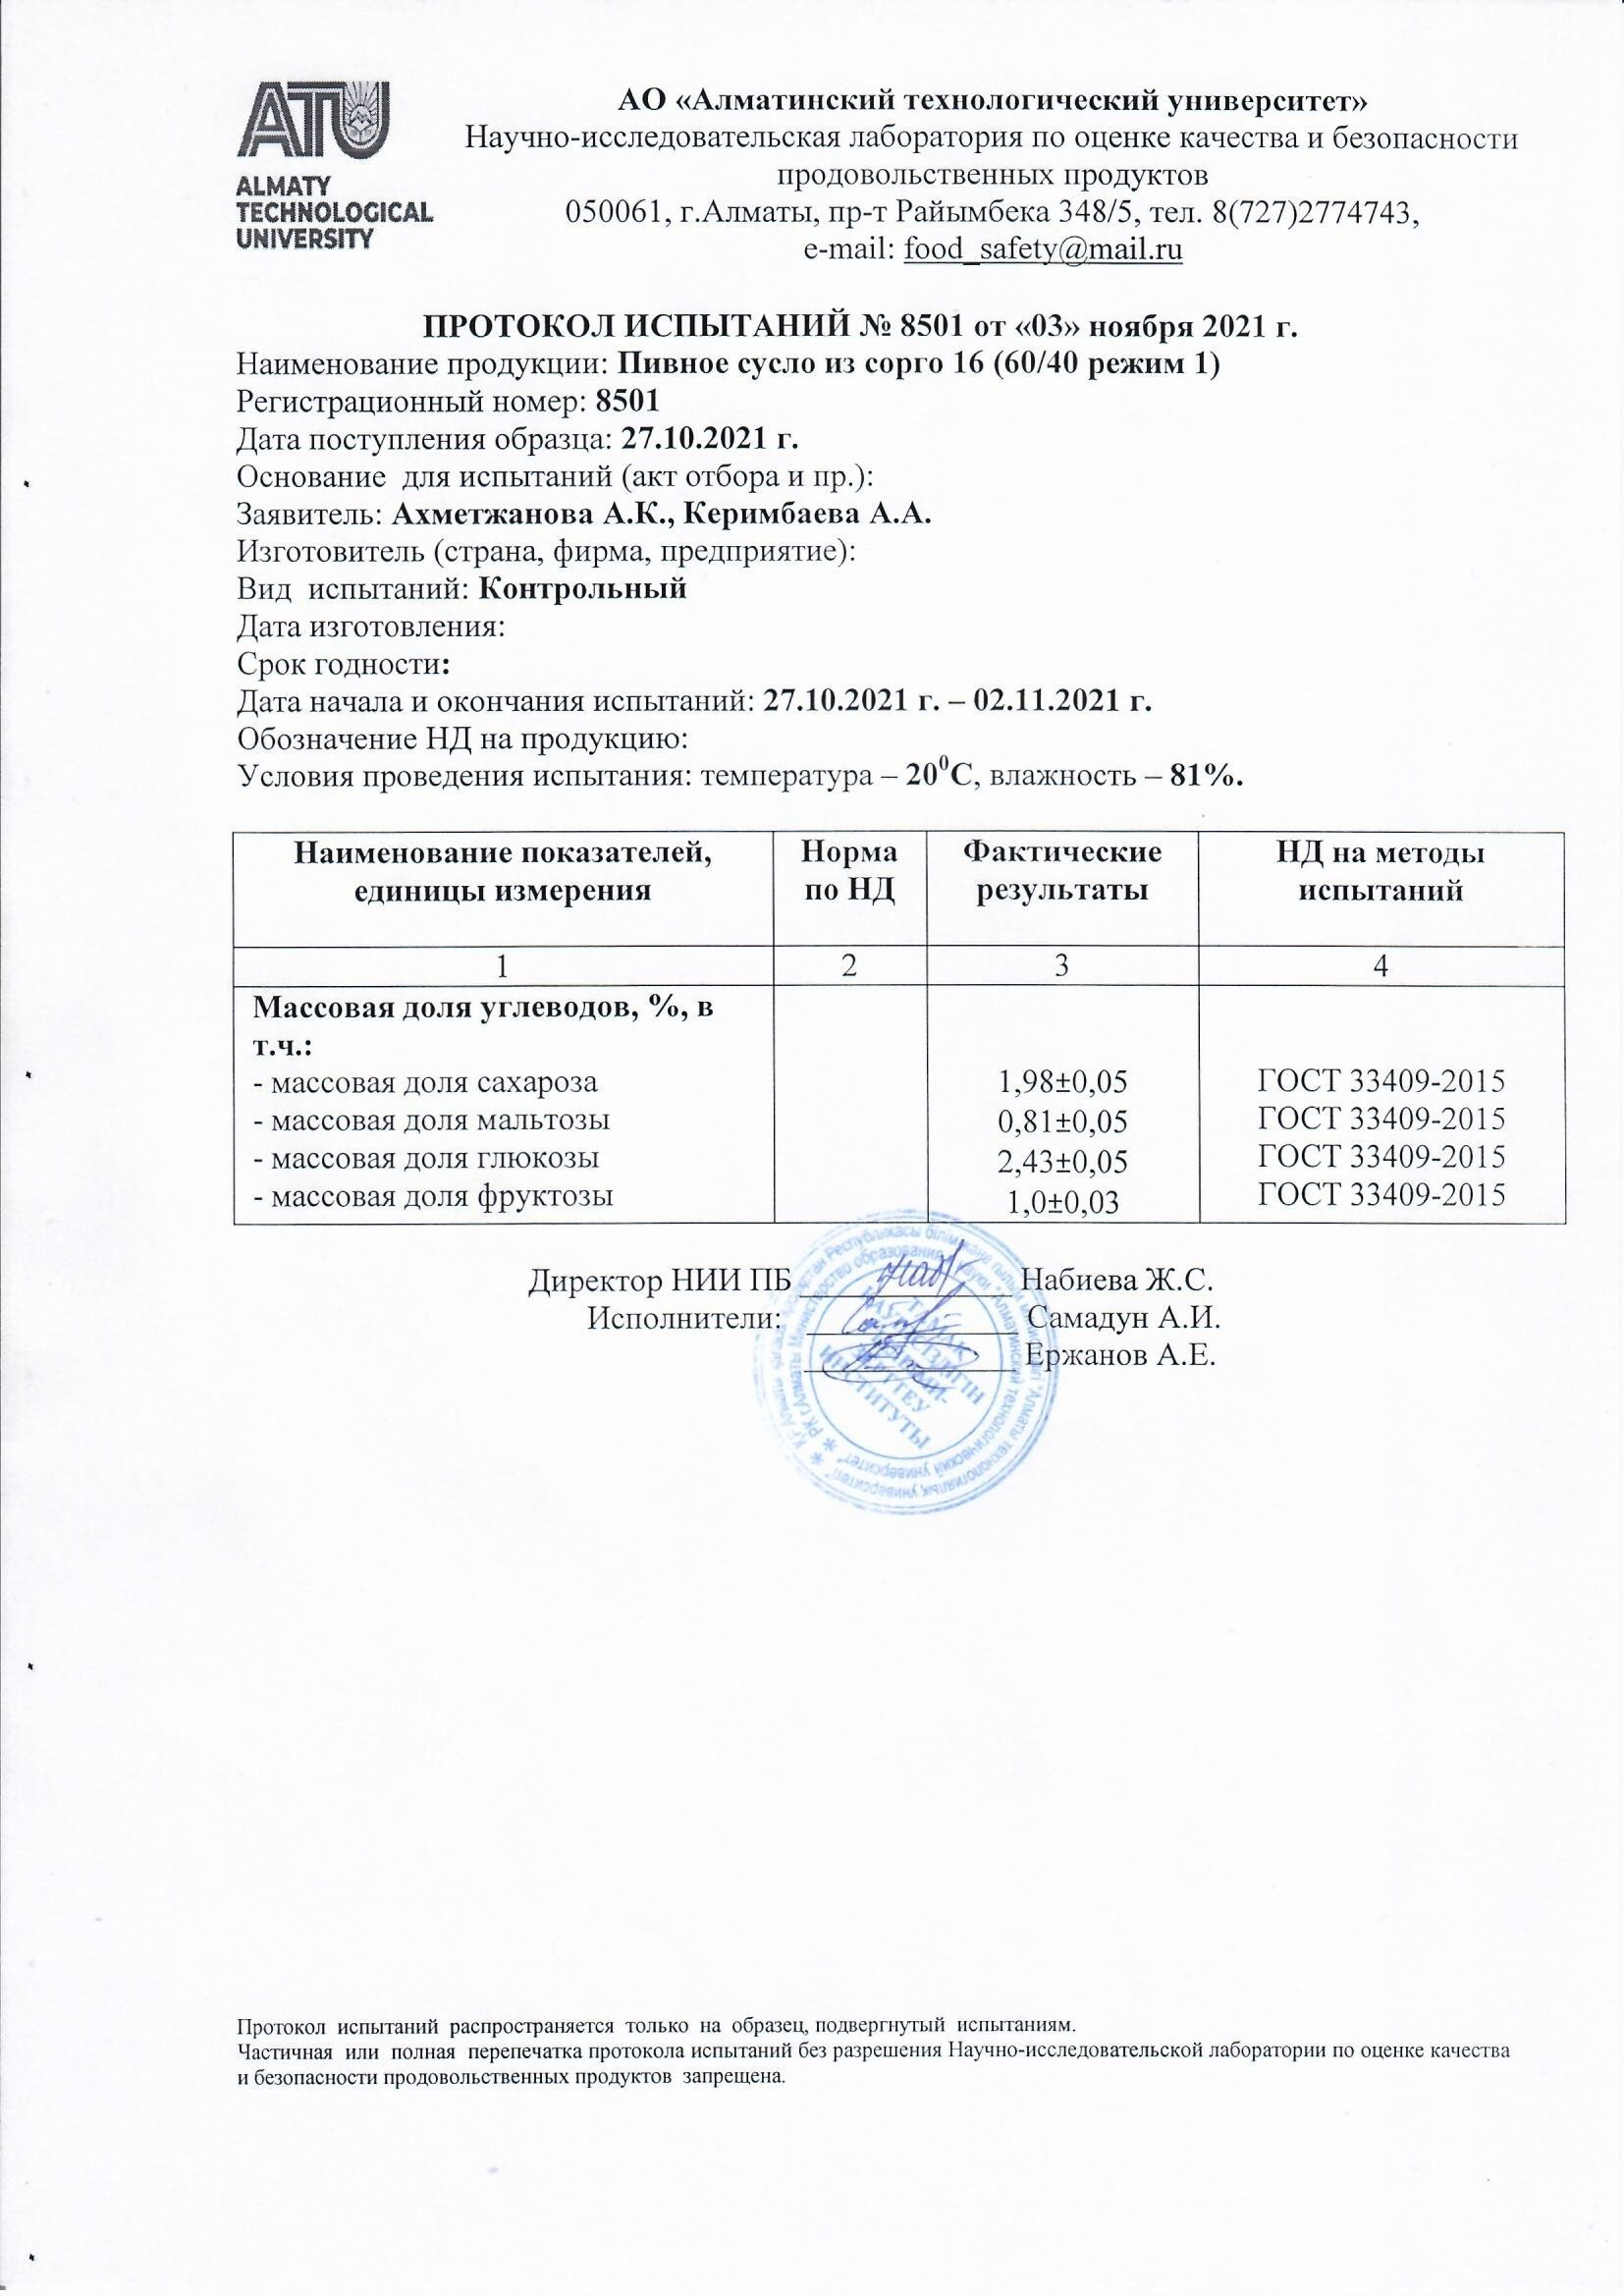 ATU
ALMATY
TECHNOLOGICAL
UNIVERSITY
АО «Алматинский технологический университет»
Научно-исследовательская лаборатория по оценке качества и безопасности
продовольственных продуктов
050061, г.Алматы, пр-т Райымбека 348/5, тел. 8(727)2774743,
e-mail: food_safety@mail.ru
ПРОТОКОЛ ИСПЫТАНИЙ № 8501 от «03» ноября 2021 г.
Наименование продукции: Пивное сусло из сорго 16 (60/40 режим 1)
Регистрационный номер: 8501
Дата поступления образца: 27.10.2021 г.
Основание для испытаний (акт отбора и пр.):
Заявитель: Ахметжанова А.К., Керимбаева А.А.
Изготовитель (страна, фирма, предприятие):
Вид испытаний: Контрольный
Дата изготовления:
Срок годности:
Дата начала и окончания испытаний: 27.10.2021 г. – 02.11.2021 г.
Обозначение НД на продукцию:
Условия проведения испытания: температура – 20⁰С, влажность – 81%.
Наименование показателей, Норма Фактические НД на методы
единицы измерения по НД результаты испытаний
1 2 3 4
Массовая доля углеводов, %, в
т.ч.:
- массовая доля сахароза 1,98±0,05 ГОСТ 33409-2015
- массовая доля мальтозы 0,81±0,05 ГОСТ 33409-2015
- массовая доля глюкозы 2,43±0,05 ГОСТ 33409-2015
- массовая доля фруктозы 1,0±0,03 ГОСТ 33409-2015
Директор НИИ ПБ Набиева Ж.С.
Исполнители: Самадун А.И.
Ержанов А.Е.
Протокол испытаний распространяется только на образец, подвергнутый испытаниям.
Частичная или полная перепечатка протокола испытаний без разрешения Научно-исследовательской лаборатории по оценке качества
и безопасности продовольственных продуктов запрещена.